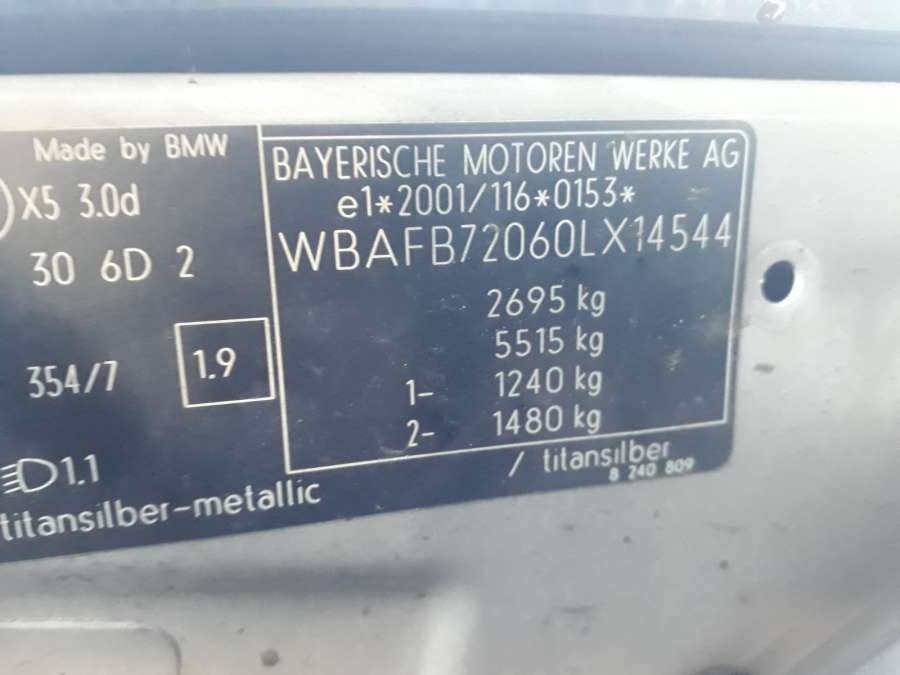 Made by BMW
X5 3.0d
30 6D 2
354/7
1.9
1.1
titansilber-metallic
BAYERISCHE MOTOREN WERKE AG
e1*2001/116*0153*
WBAFB72060LX14544
2695 kg
5515 kg
1- 1240 kg
2- 1480 kg
/ titansilber
8 240 809